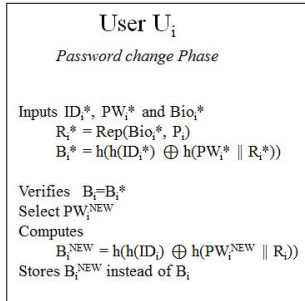 User Uᵢ
Password change Phase
Inputs IDᵢ*, PWᵢ* and Bioᵢ*
Rᵢ* = Rep(Bioᵢ*, Pᵢ)
Bᵢ* = h(h(IDᵢ*) ⨁ h(PWᵢ* ‖ Rᵢ*))
Verifies Bᵢ=Bᵢ*
Select PWᵢᴺᴱᵂ
Computes
Bᵢᴺᴱᵂ = h(h(IDᵢ) ⨁ h(PWᵢᴺᴱᵂ ‖ Rᵢ))
Stores Bᵢᴺᴱᵂ instead of Bᵢ